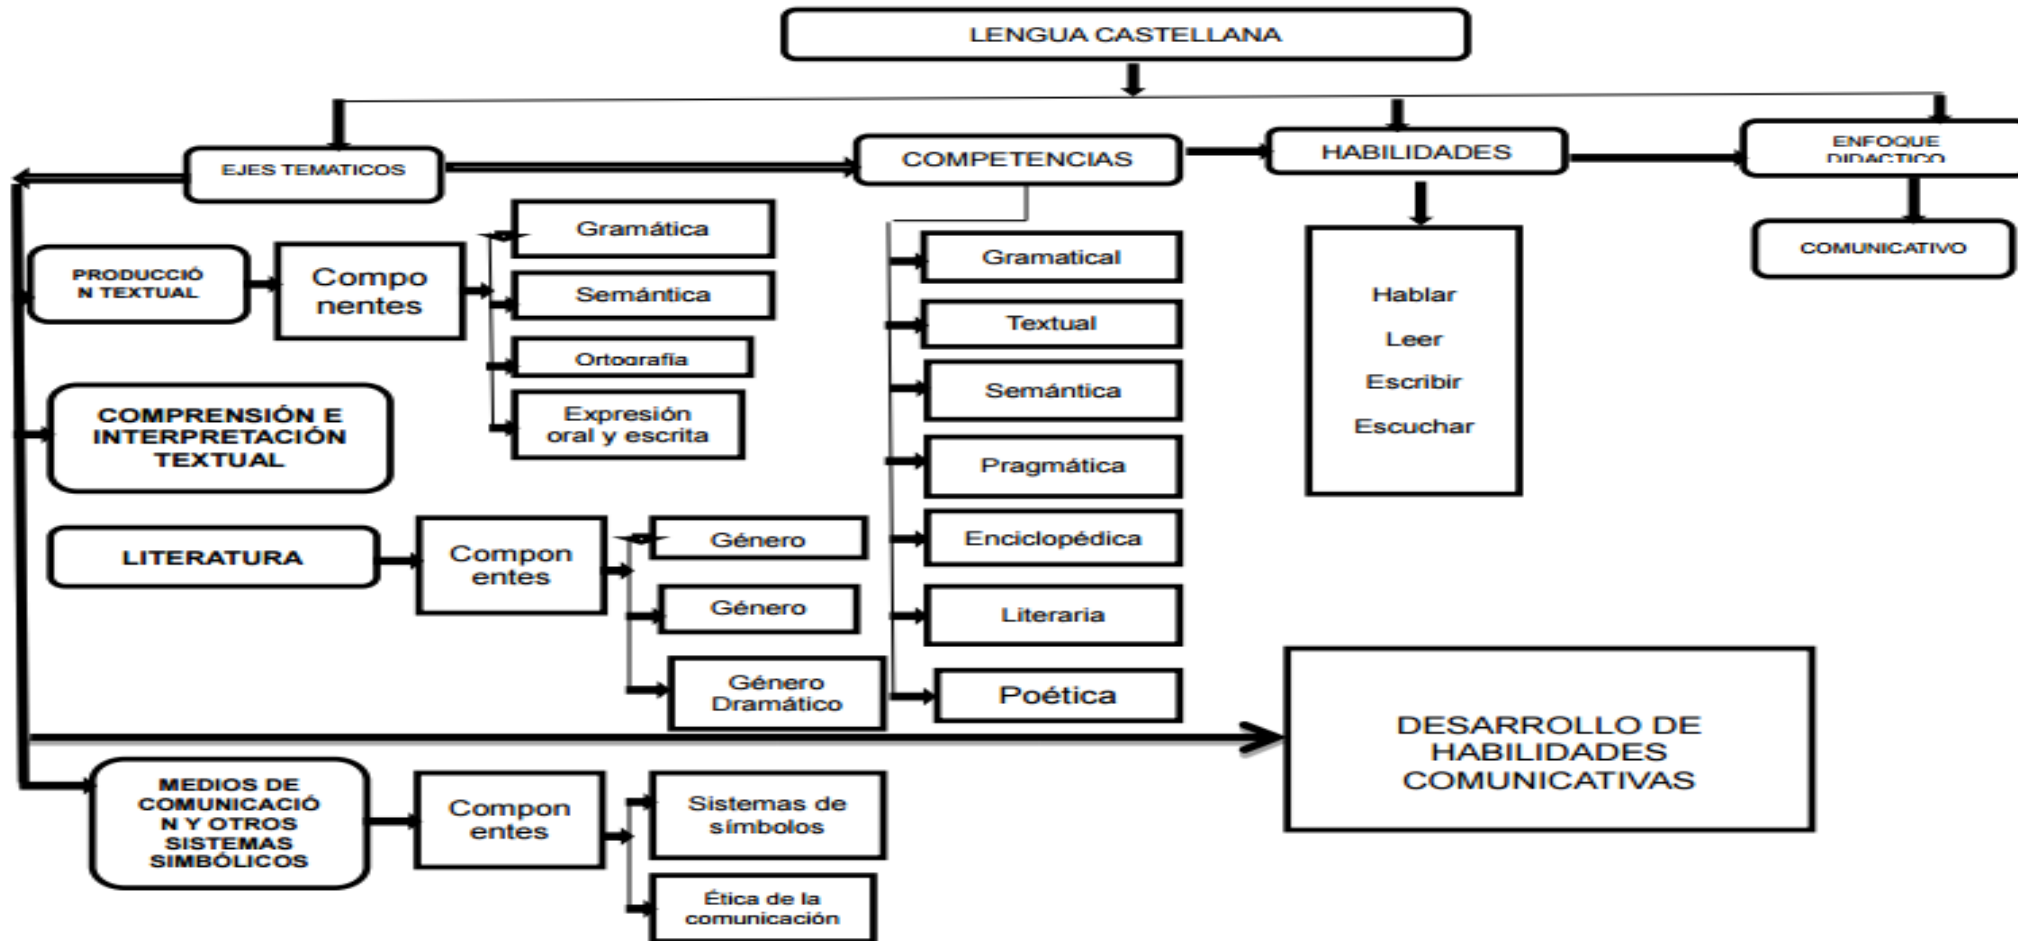 LENGUA CASTELLANA
EJES TEMATICOS
COMPETENCIAS
HABILIDADES
ENFOQUE
DIDACTICO
COMUNICATIVO
PRODUCCIÓ
N TEXTUAL
Compo
nentes
Gramática
Semántica
Ortografía
Expresión
oral y escrita
COMPRENSIÓN E
INTERPRETACIÓN
TEXTUAL
LITERATURA
Compon
entes
Género
Género
Género
Dramático
MEDIOS DE
COMUNICACIÓ
N Y OTROS
SISTEMAS
SIMBÓLICOS
Compon
entes
Sistemas de
símbolos
Ética de la
comunicación
Gramatical
Textual
Semántica
Pragmática
Enciclopédica
Literaria
Poética
Hablar
Leer
Escribir
Escuchar
DESARROLLO DE
HABILIDADES
COMUNICATIVAS